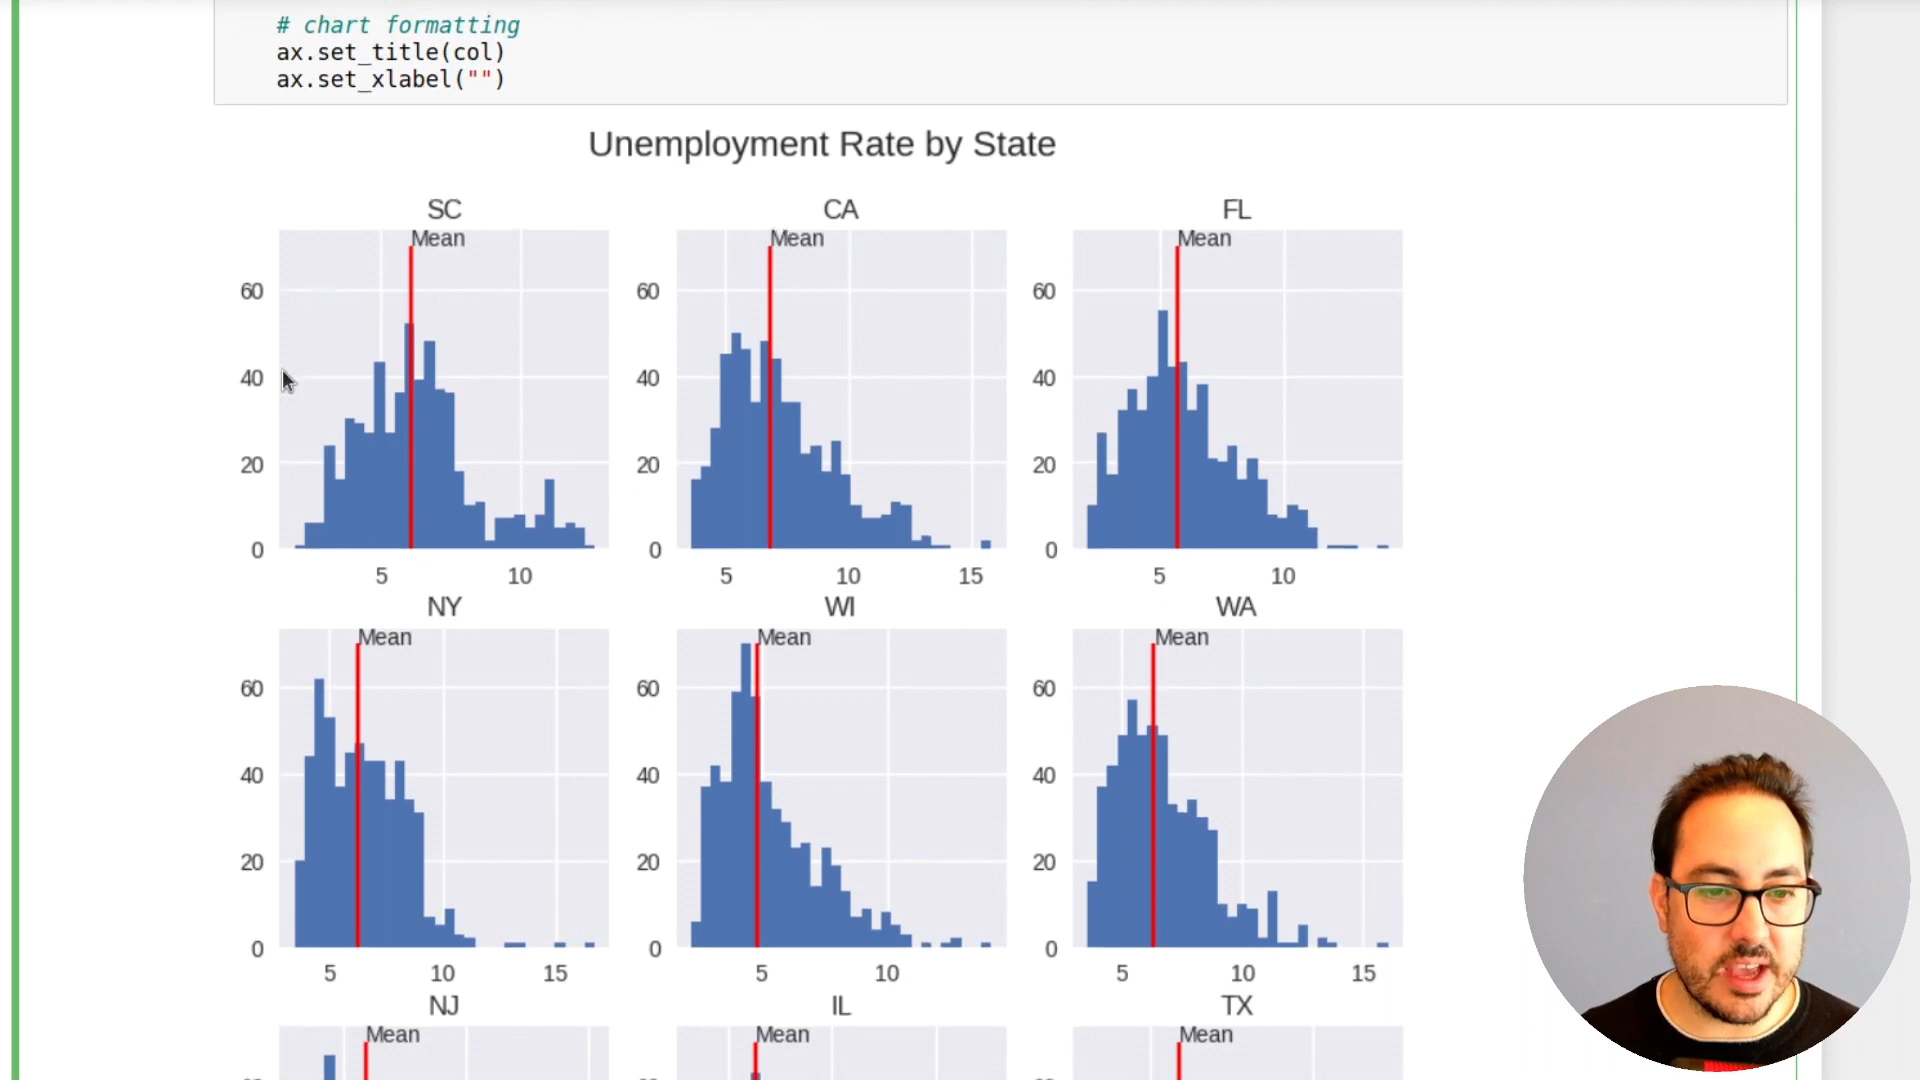 # chart formatting
ax.set_title(col)
ax.set_xlabel("")
Unemployment Rate by State
SC CA FL
Mean Mean Mean
60 60 60
40 40 40
20 20 20
0 0 0
5 10 5 10 15 5 10
NY WI WA
Mean Mean Mean
60 60 60
40 40 40
20 20 20
0 0 0
5 10 15 5 10 5 10 15
NJ IL TX
Mean Mean Mean